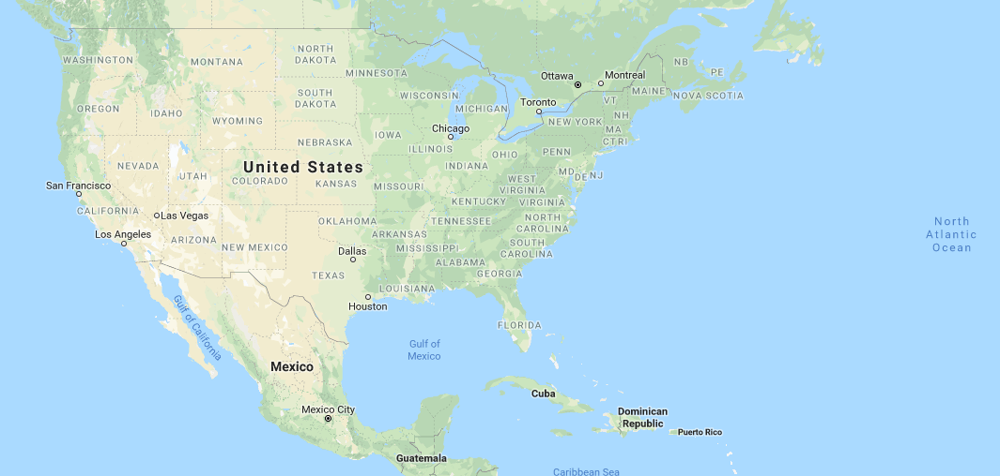 WASHINGTON
MONTANA
NORTH
DAKOTA
MINNESOTA
Ottawa
Montreal
NB
PE
OREGON
IDAHO
SOUTH
DAKOTA
WISCONSIN
MICHIGAN
Toronto
VT
MAINE
NOVA SCOTIA
WYOMING
Chicago
NEW YORK
NH
MA
CT
RI
NEBRASKA
IOWA
ILLINOIS
OHIO
PENN
NEVADA
UTAH
United States
COLORADO
KANSAS
MISSOURI
INDIANA
WEST
VIRGINIA
MD
DE
NJ
San Francisco
CALIFORNIA
Las Vegas
KENTUCKY
VIRGINIA
Los Angeles
ARIZONA
NEW MEXICO
OKLAHOMA
ARKANSAS
TENNESSEE
NORTH
CAROLINA
North
Atlantic
Ocean
Dallas
MISSISSIPPI
ALABAMA
SOUTH
CAROLINA
TEXAS
LOUISIANA
GEORGIA
Houston
FLORIDA
Gulf of California
Gulf of
Mexico
Mexico
Cuba
Mexico City
Dominican
Republic
Puerto Rico
Guatemala
Caribbean Sea